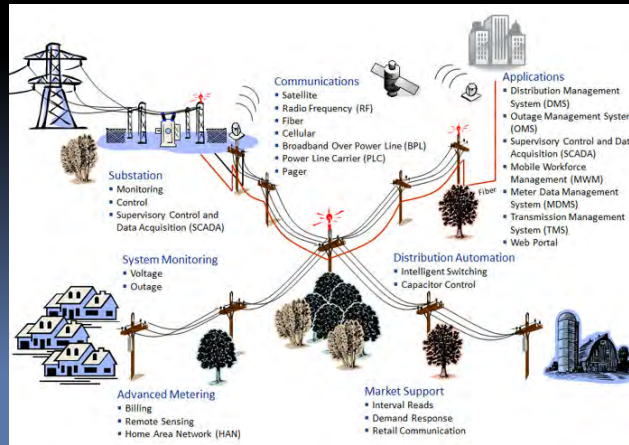 Communications
Satellite
Radio Frequency (RF)
Fiber
Cellular
Broadband Over Power Line (BPL)
Power Line Carrier (PLC)
Pager
Applications
Distribution Management
System (DMS)
Outage Management System
(OMS)
Supervisory Control and Data
Acquisition (SCADA)
Mobile Workforce
Management (MWM)
Meter Data Management
System (MDMS)
Transmission Management
System (TMS)
Web Portal
Fiber
Substation
Monitoring
Control
Supervisory Control and
Data Acquisition (SCADA)
System Monitoring
Voltage
Outage
Distribution Automation
Intelligent Switching
Capacitor Control
Advanced Metering
Billing
Remote Sensing
Home Area Network (HAN)
Market Support
Interval Reads
Demand Response
Retail Communication